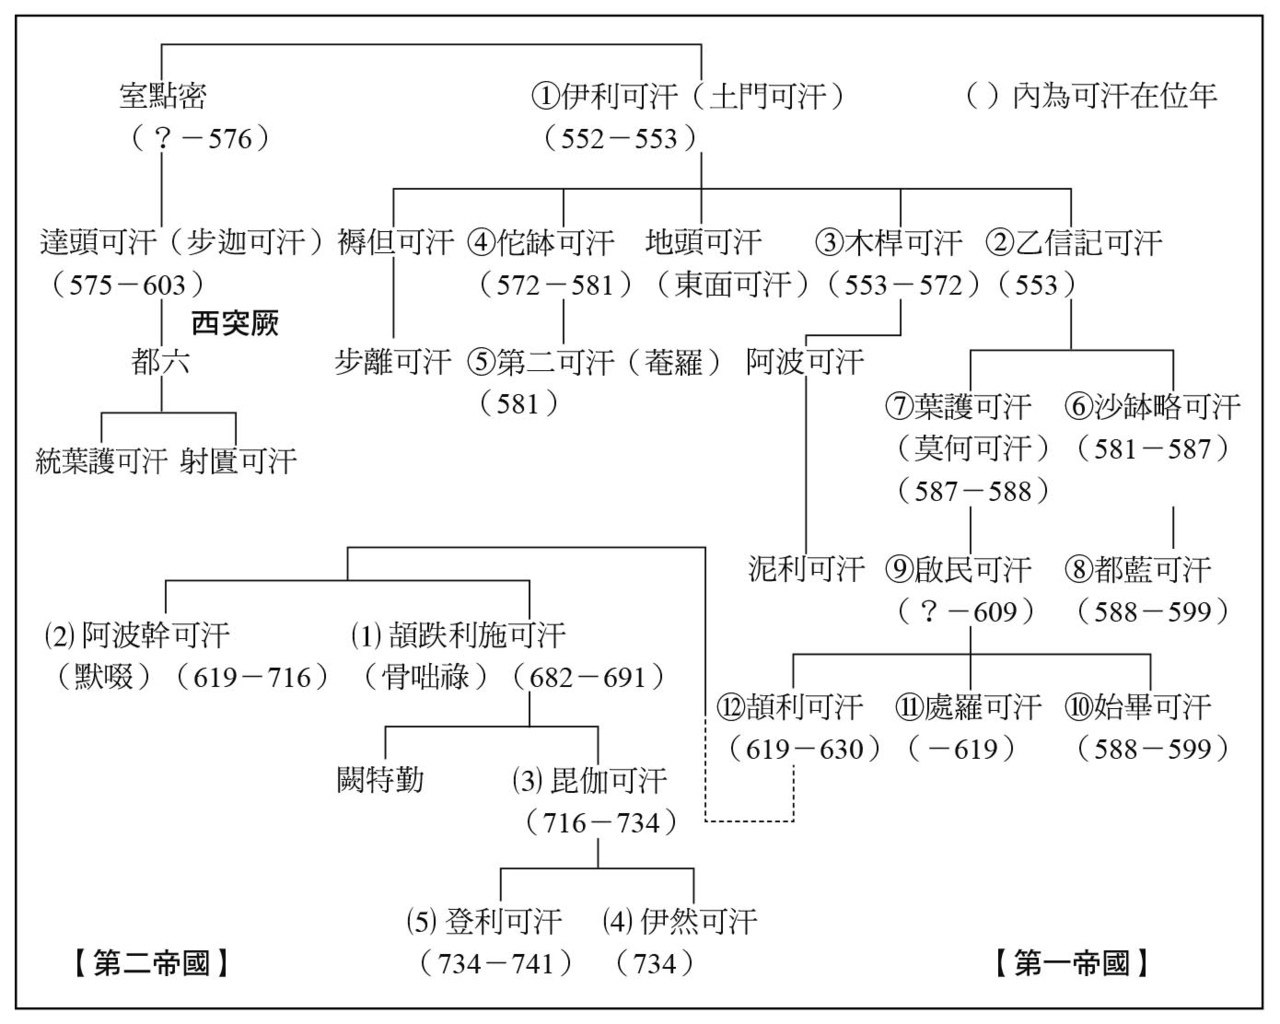 室點密
①伊利可汗（土門可汗）
（）內為可汗在位年
（？－576）
（552－553）
達頭可汗（步迦可汗）
褥但可汗
④佗缽可汗
地頭可汗
③木桿可汗
②乙信記可汗
（575－603）
（572－581）
（東面可汗）
（553－572）
（553）
西突厥
都六
步離可汗
⑤第二可汗（菴羅）
阿波可汗
（581）
⑦葉護可汗
⑥沙缽略可汗
（莫何可汗）
（581－587）
統葉護可汗
射匱可汗
（587－588）
泥利可汗
⑨啟民可汗
⑧都藍可汗
（？－609）
（588－599）
⑵阿波幹可汗
⑴頡跌利施可汗
（默啜）（619－716）
（骨咄祿）（682－691）
⑫頡利可汗
⑪處羅可汗
⑩始畢可汗
（619－630）
（－619）
（588－599）
闕特勤
⑶毘伽可汗
（716－734）
⑸登利可汗
⑷伊然可汗
（734－741）
（734）
【第二帝國】
【第一帝國】